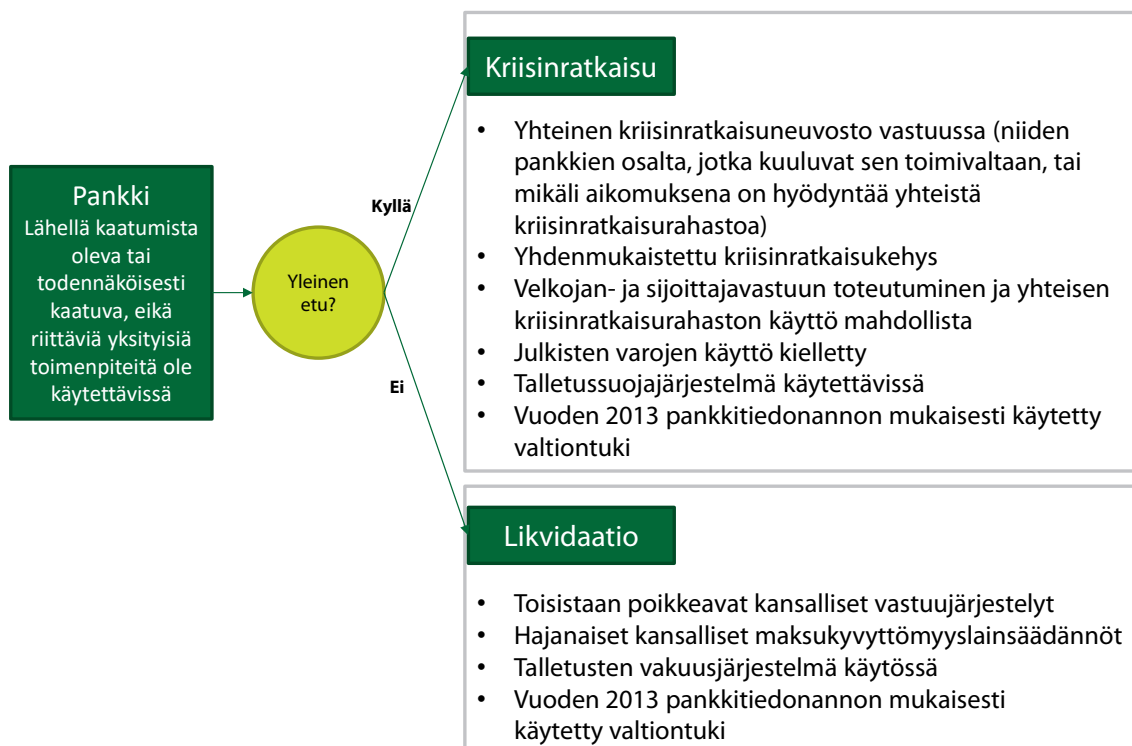 Pankki
Lähellä kaatumista
oleva tai
todennäköisesti
kaatuva, eikä
riittäviä yksityisiä
toimenpiteitä ole
käytettävissä
Yleinen
etu?
Kyllä
Ei
Kriisinratkaisu
• Yhteinen kriisinratkaisuneuvosto vastuussa (niiden
pankkien osalta, jotka kuuluvat sen toimivaltaan, tai
mikäli aikomuksena on hyödyntää yhteistä
kriisinratkaisurahastoa)
• Yhdenmukaistettu kriisinratkaisukehys
• Velkojan- ja sijoittajavastuun toteutuminen ja yhteisen
kriisinratkaisurahaston käyttö mahdollista
• Julkisten varojen käyttö kielletty
• Talletussuojajärjestelmä käytettävissä
• Vuoden 2013 pankkitiedonannon mukaisesti käytetty
valtiontuki
Likvidaatio
• Toisistaan poikkeavat kansalliset vastuujärjestelyt
• Hajanaiset kansalliset maksukyvyttömyyslainsäädännöt
• Talletusten vakuusjärjestelmä käytössä
• Vuoden 2013 pankkitiedonannon mukaisesti
käytetty valtiontuki